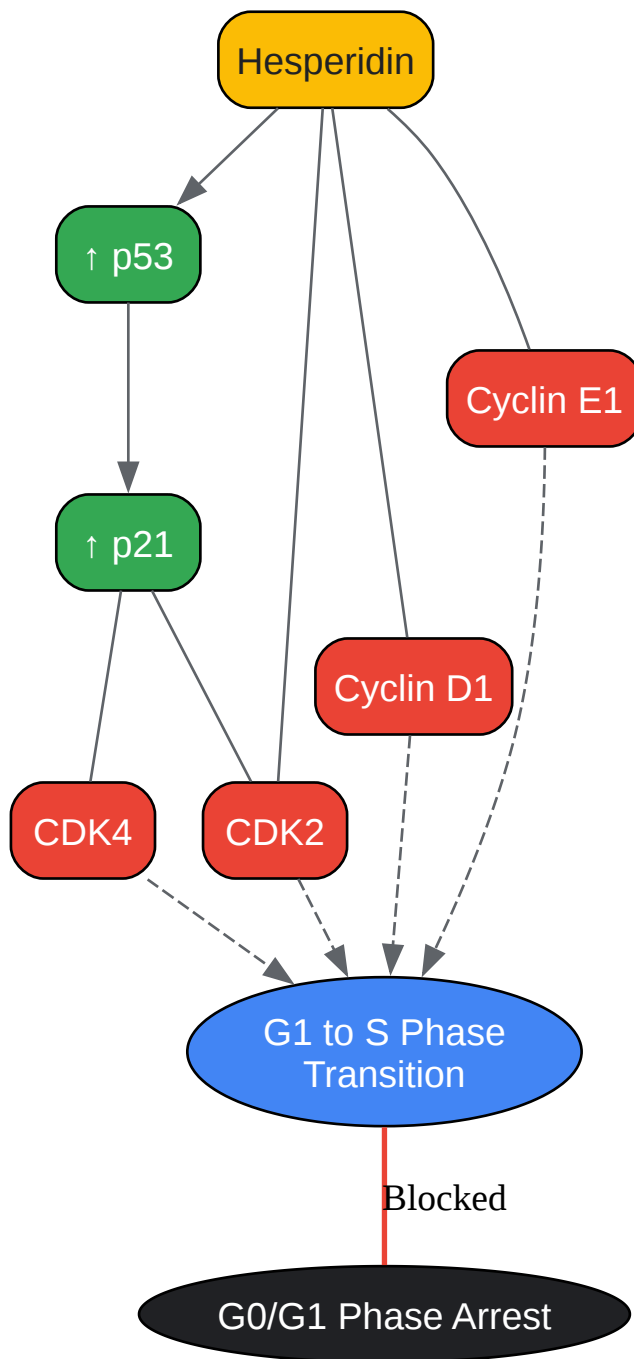 Hesperidin
↑ p53
Cyclin E1
↑ p21
Cyclin D1
CDK4
CDK2
G1 to S Phase
Transition
Blocked
G0/G1 Phase Arrest